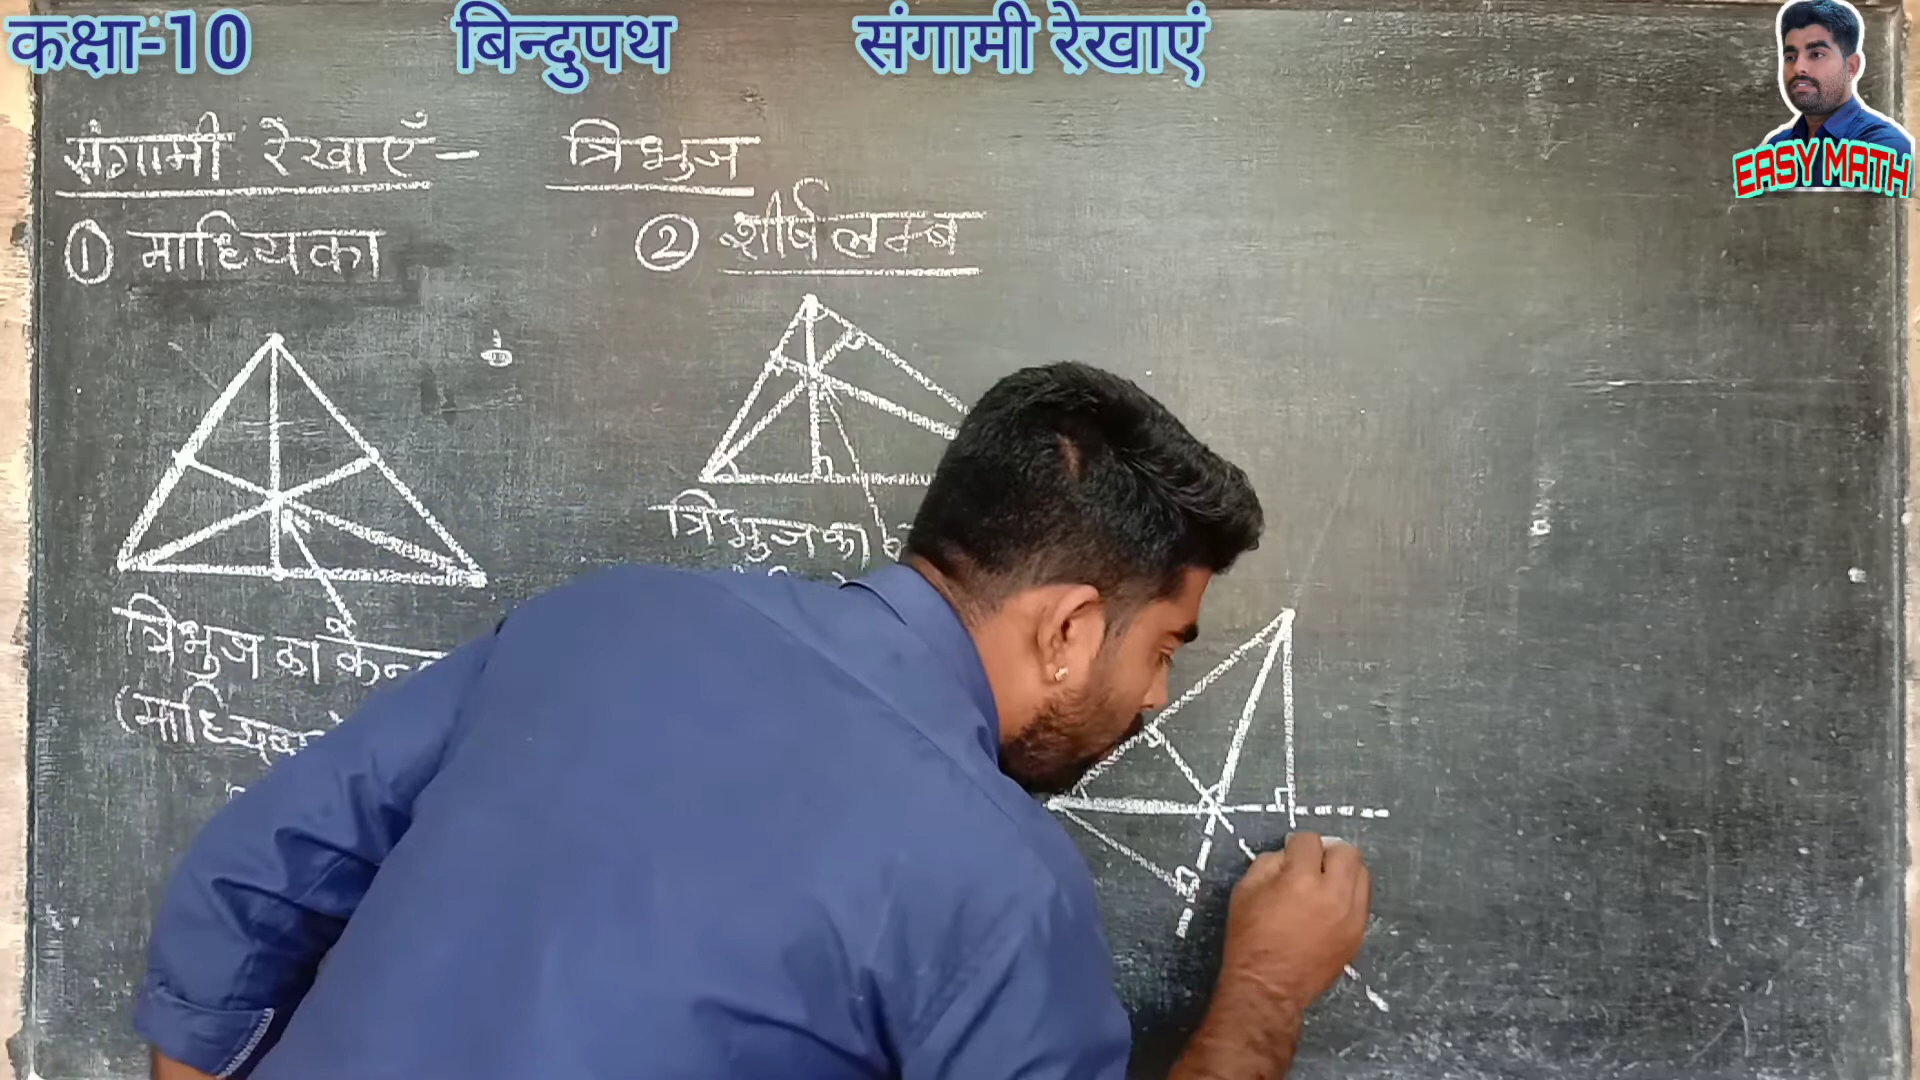 कक्षा-10 बिन्दुपथ संगामी रेखाएं
EASY MATH
संगामी रेखाएँ - त्रिभुज
① माध्यिका ② शीर्षलम्ब
त्रिभुज का
त्रिभुज का